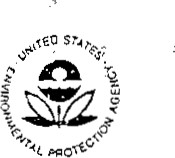 UNITED STATES
ENVIRONMENTAL PROTECTION AGENCY